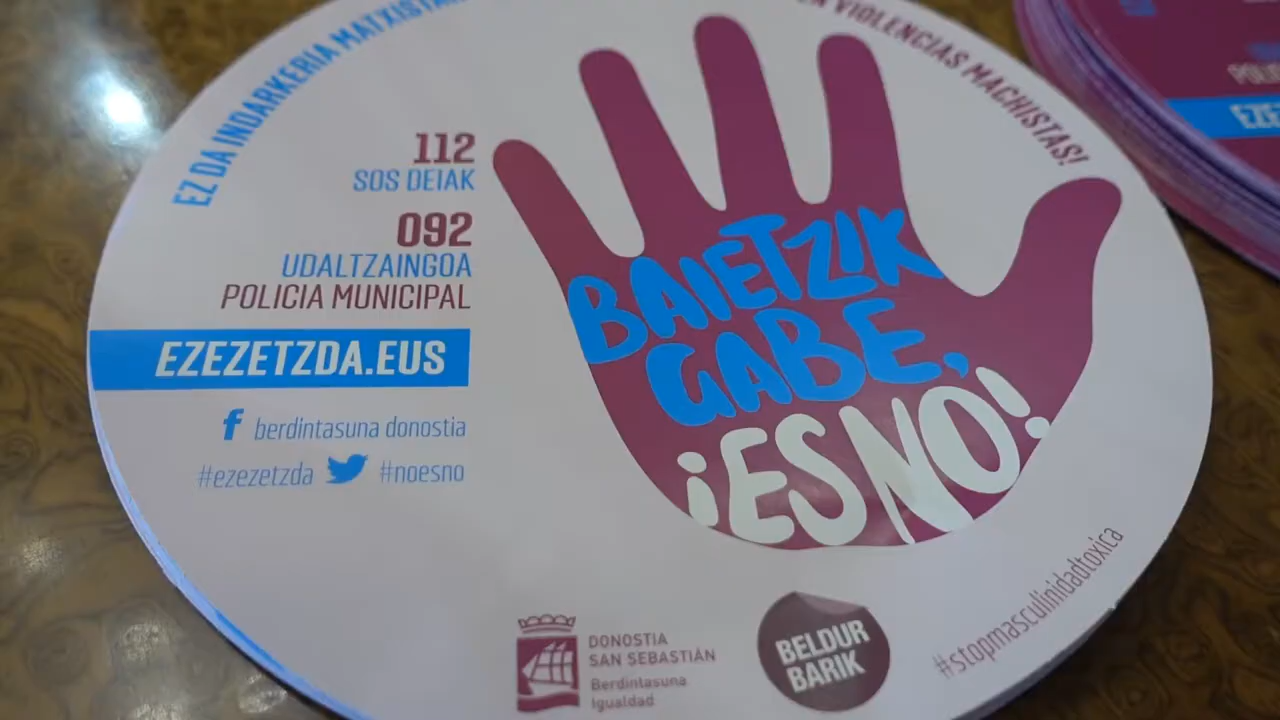 EZ DA INDARKERIA MATXISTA
VIOLENCIAS MACHISTAS!
112
SOS DEIAK
092
UDALTZAINGOA
POLICIA MUNICIPAL
EZEZETZDA.EUS
f berdintasuna donostia
#ezezetzda #noesno
BAIETZIK
GABE,
¡ES NO!
#stopmasculinidadtoxica
DONOSTIA
SAN SEBASTIÁN
Berdintasuna
Igualdad
BELDUR
BARIK